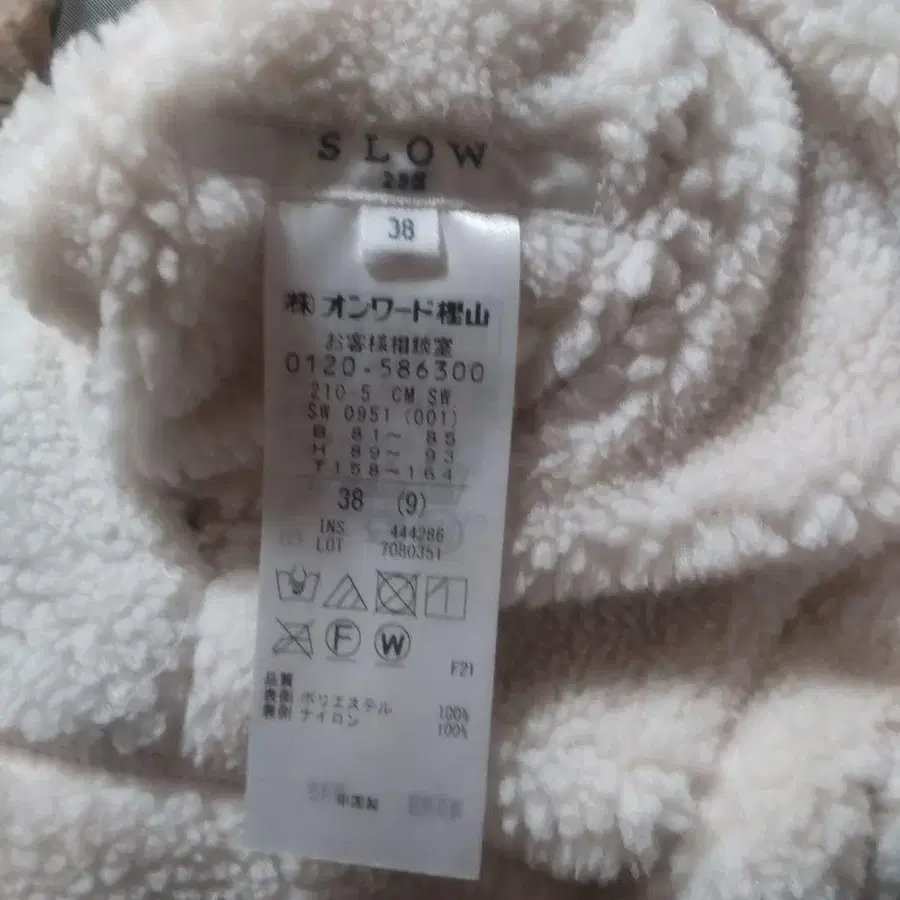 SLOW
38
㈱オンワード樫山
お客様相談室
0120-586300
210 5 CM SW
SW 0951 (001)
B 81~ 85
H 89~ 93
T158~164
38 (9)
INS 444286
LOT 7080351
F W
F21
品質
表側 ポリエステル 100%
裏側 ナイロン 100%
中国製